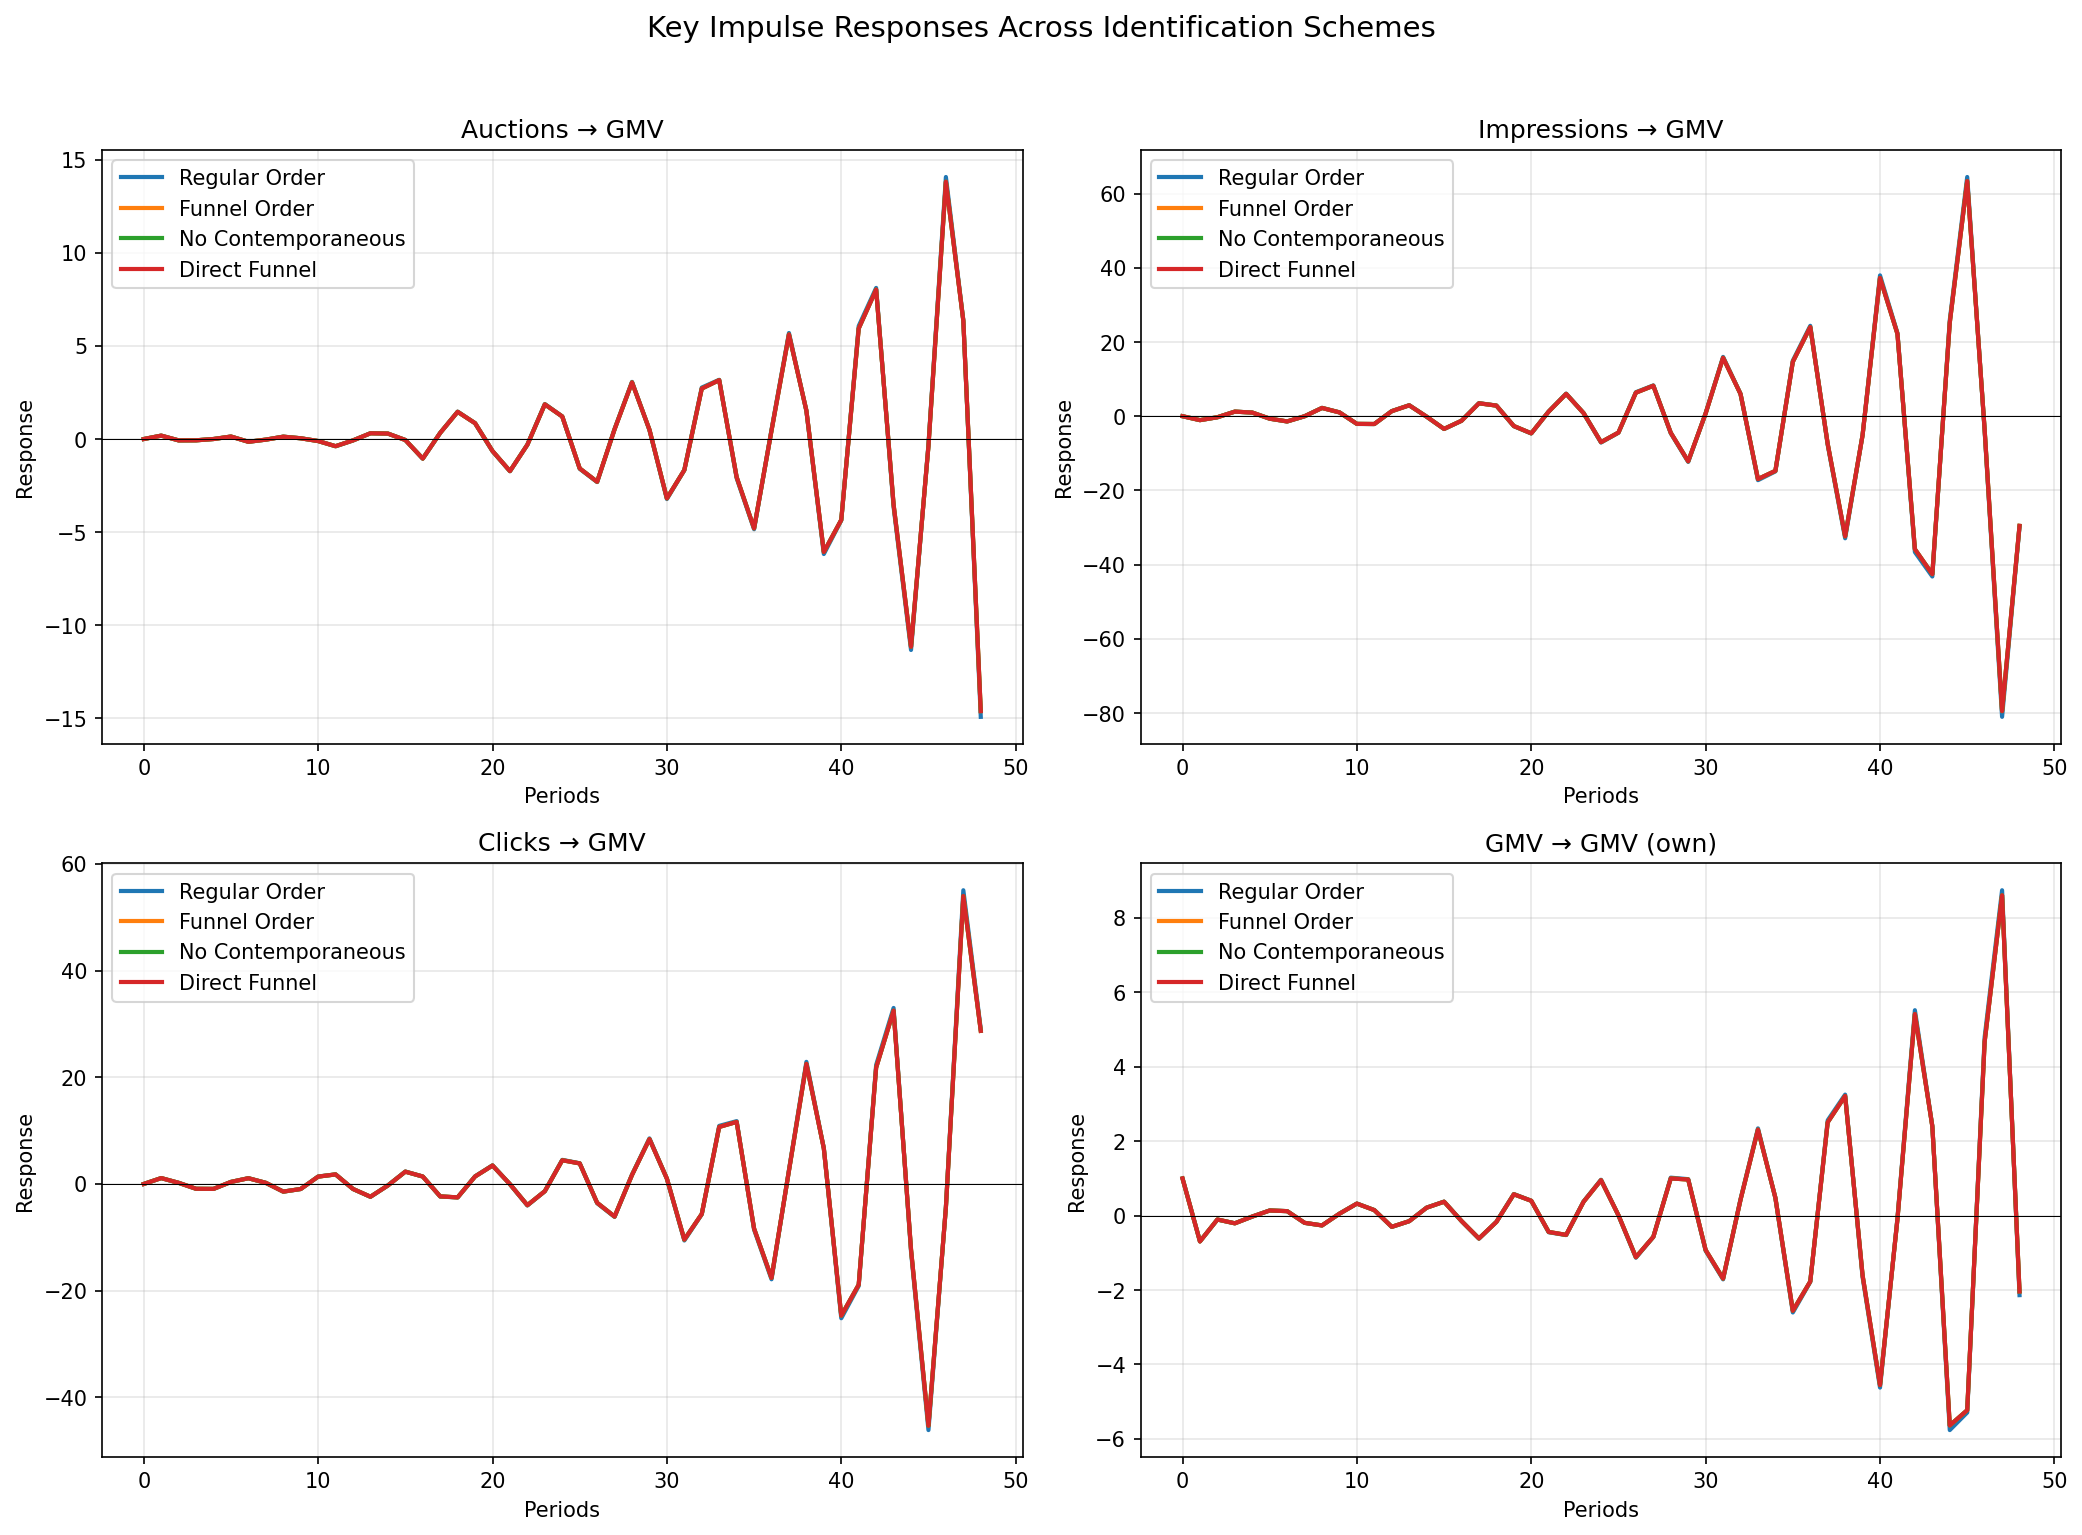 Key Impulse Responses Across Identification Schemes
Auctions → GMV
Regular Order
Funnel Order
No Contemporaneous
Direct Funnel
15
10
5
0
−5
−10
−15
Response
0 10 20 30 40 50
Periods
Impressions → GMV
Regular Order
Funnel Order
No Contemporaneous
Direct Funnel
60
40
20
0
−20
−40
−60
−80
Response
0 10 20 30 40 50
Periods
Clicks → GMV
Regular Order
Funnel Order
No Contemporaneous
Direct Funnel
60
40
20
0
−20
−40
Response
0 10 20 30 40 50
Periods
GMV → GMV (own)
Regular Order
Funnel Order
No Contemporaneous
Direct Funnel
8
6
4
2
0
−2
−4
−6
Response
0 10 20 30 40 50
Periods